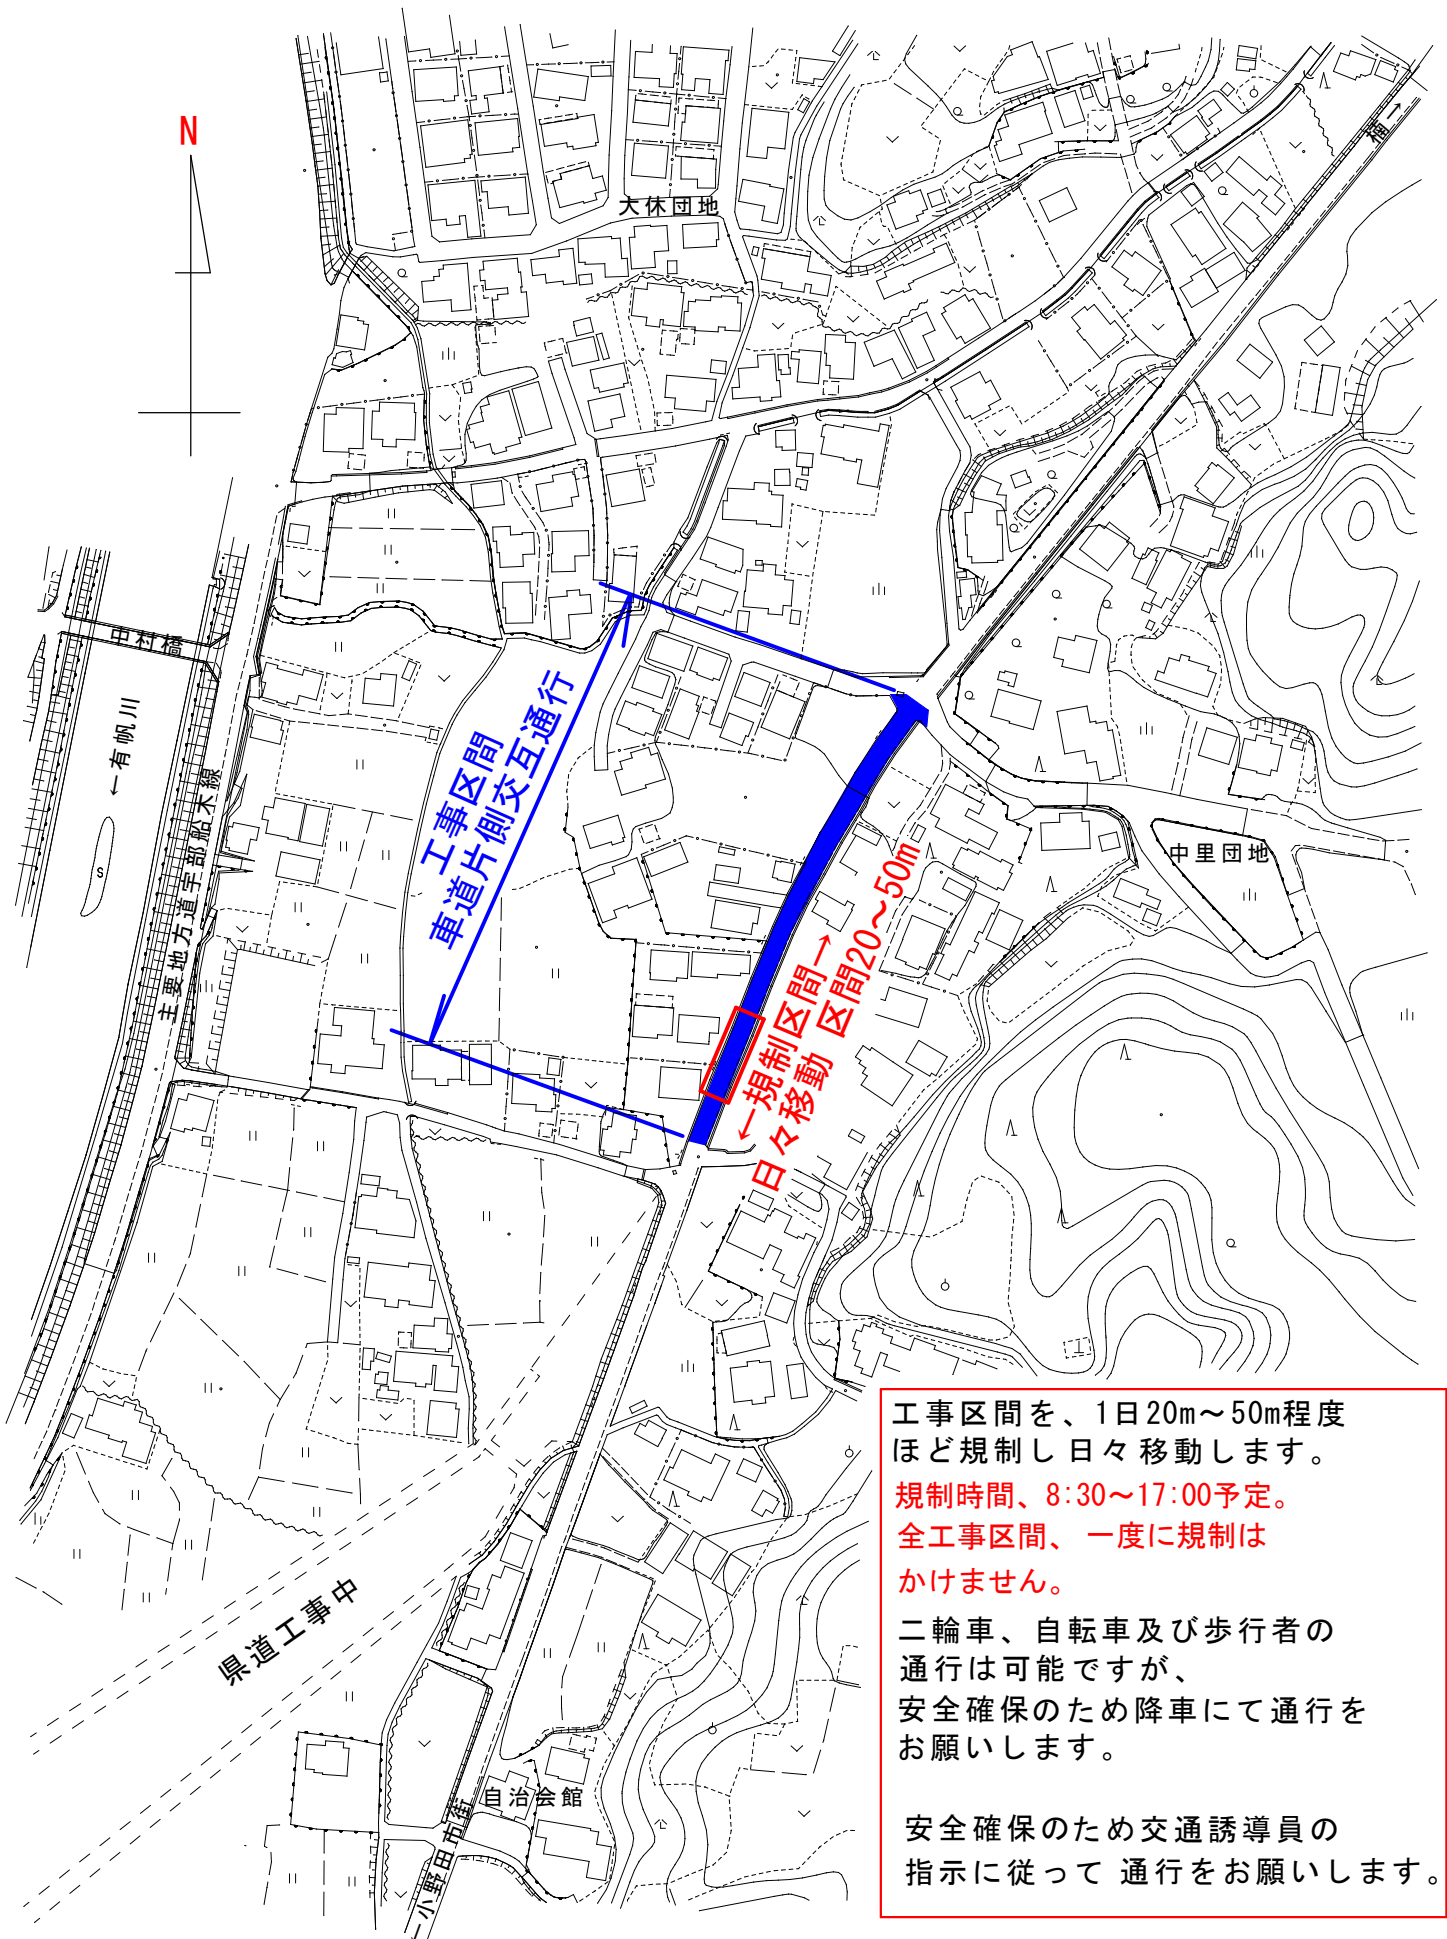 N
大休団地
中村橋
←有帆川
主要地方道宇部船木線
S
工事区間
車道片側交互通行
中里団地
←規制区間→
日々移動 区間20～50m
県道工事中
自治会館
小野田市街
工事区間を、1日20m～50m程度
ほど規制し日々移動します。
規制時間、8:30～17:00予定。
全工事区間、一度に規制は
かけません。
二輪車、自転車及び歩行者の
通行は可能ですが、
安全確保のため降車にて通行を
お願いします。
安全確保のため交通誘導員の
指示に従って 通行をお願いします。